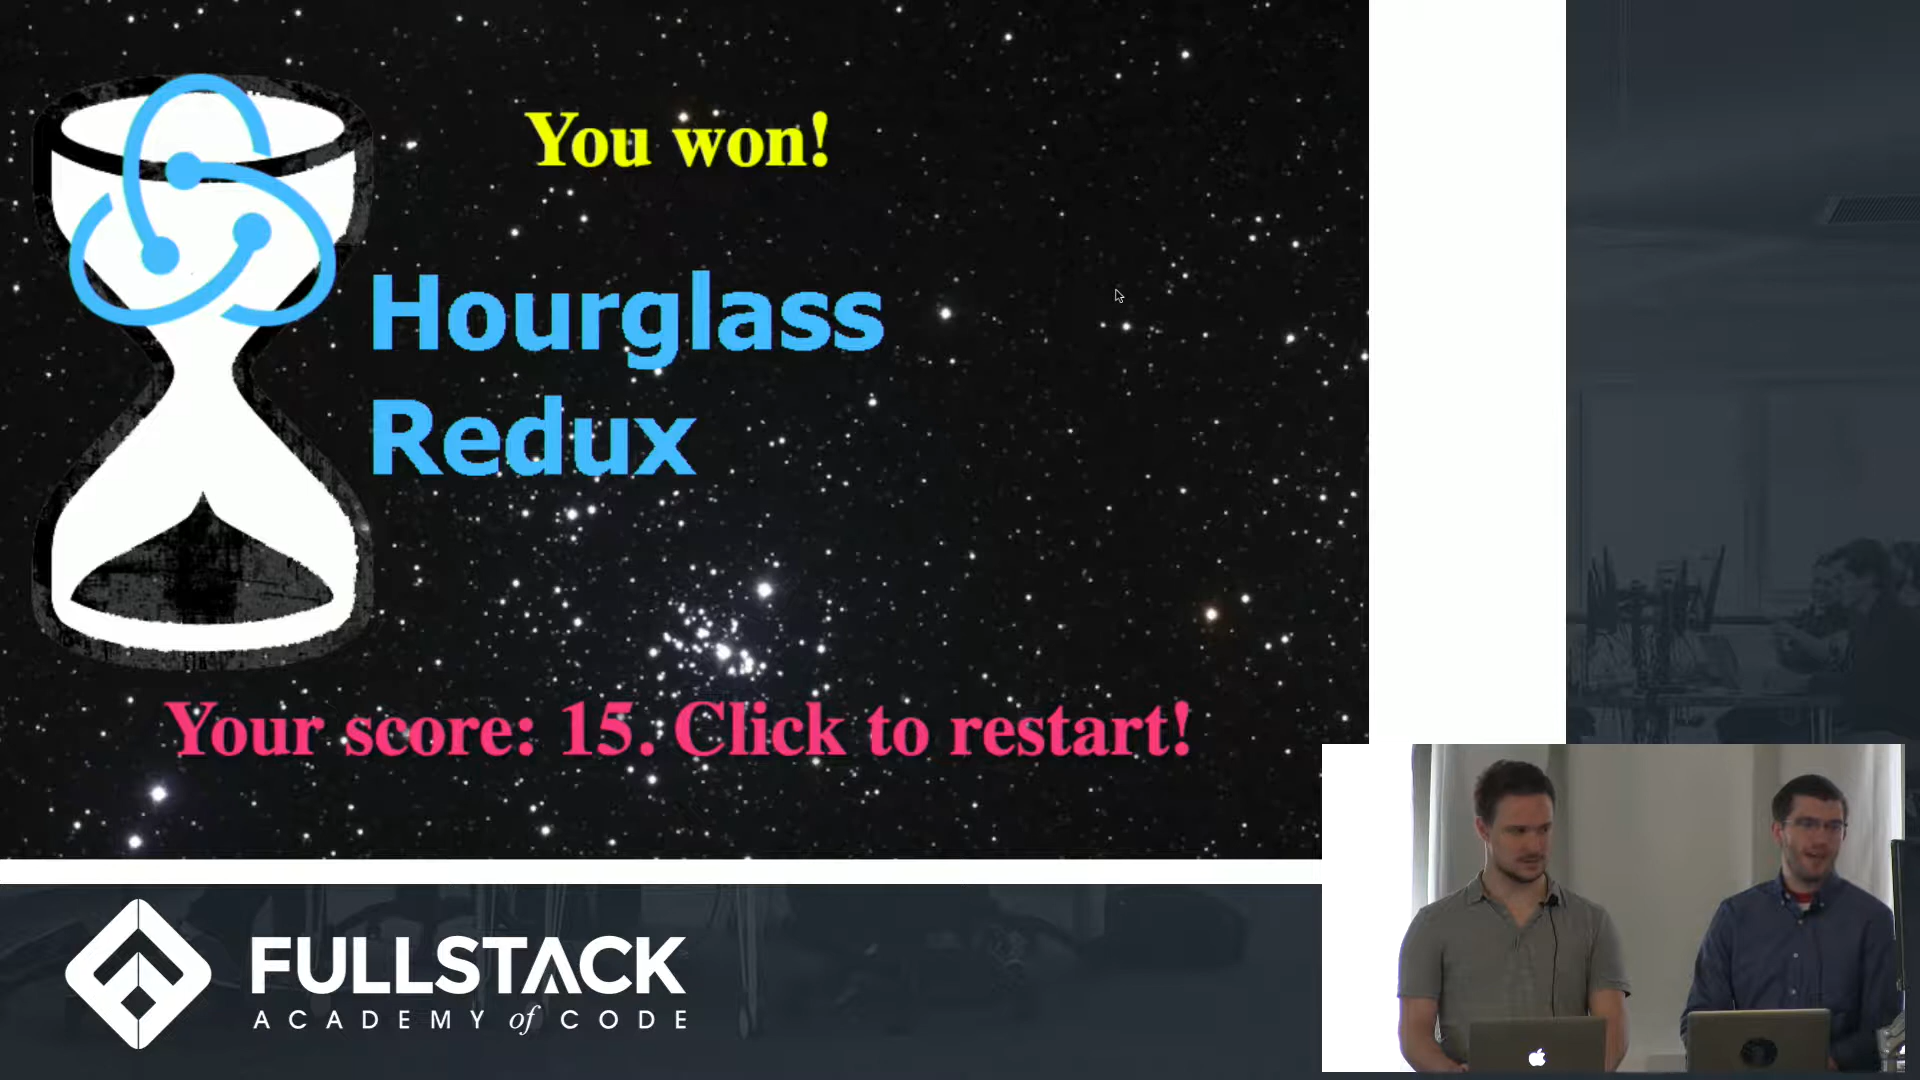 You won!
Hourglass
Redux
Your score: 15. Click to restart!
FULLSTACK
ACADEMY of CODE